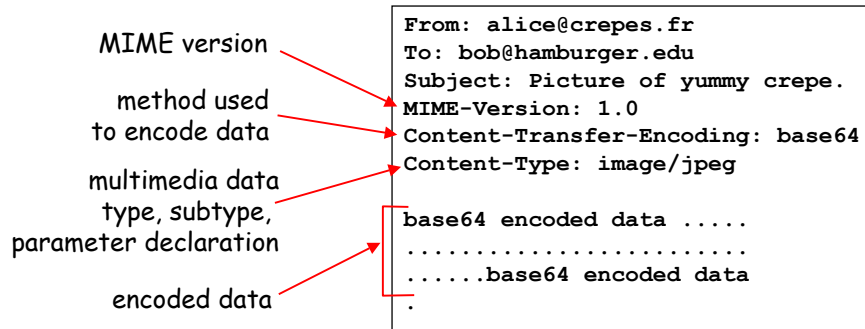 MIME version
method used
to encode data
multimedia data
type, subtype,
parameter declaration
encoded data
From: alice@crepes.fr
To: bob@hamburger.edu
Subject: Picture of yummy crepe.
MIME-Version: 1.0
Content-Transfer-Encoding: base64
Content-Type: image/jpeg
base64 encoded data .....
.........................
......base64 encoded data
.